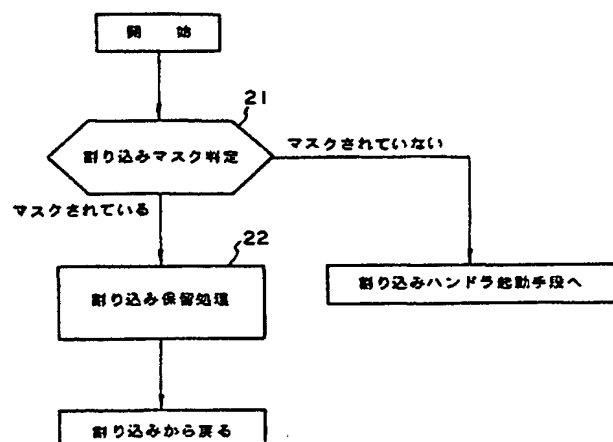 開 始
21
割り込みマスク判定
マスクされていない
マスクされている
22
割り込み保留処理
割り込みハンドラ起動手段へ
割り込みから戻る